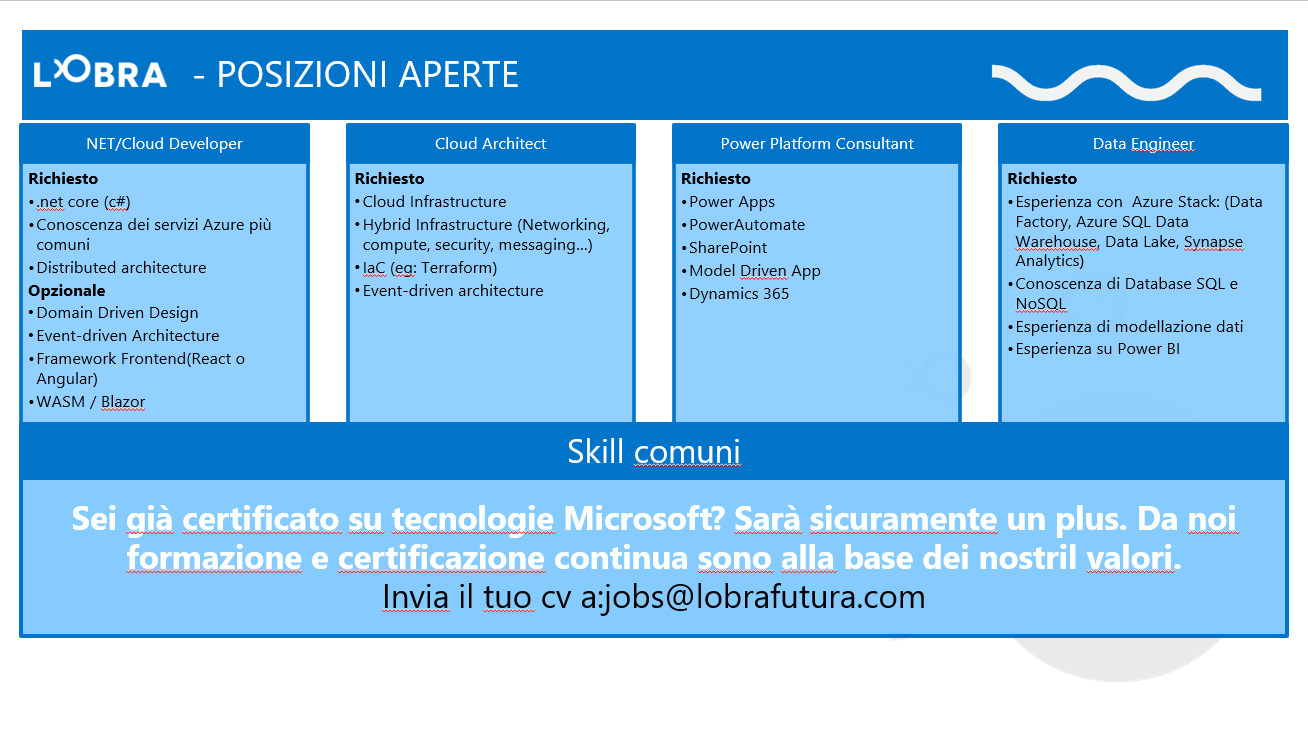 LOBRA - POSIZIONI APERTE
NET/Cloud Developer
Richiesto
•.net core (c#)
•Conoscenza dei servizi Azure più
comuni
•Distributed architecture
Opzionale
•Domain Driven Design
•Event-driven Architecture
•Framework Frontend(React o
Angular)
•WASM / Blazor
Cloud Architect
Richiesto
•Cloud Infrastructure
•Hybrid Infrastructure (Networking,
compute, security, messaging...)
•IaC (eg: Terraform)
•Event-driven architecture
Power Platform Consultant
Richiesto
•Power Apps
•PowerAutomate
•SharePoint
•Model Driven App
•Dynamics 365
Data Engineer
Richiesto
•Esperienza con  Azure Stack: (Data
Factory, Azure SQL Data
Warehouse, Data Lake, Synapse
Analytics)
•Conoscenza di Database SQL e
NoSQL
•Esperienza di modellazione dati
•Esperienza su Power BI
Skill comuni
Sei già certificato su tecnologie Microsoft? Sarà sicuramente un plus. Da noi
formazione e certificazione continua sono alla base dei nostril valori.
Invia il tuo cv a:jobs@lobrafutura.com